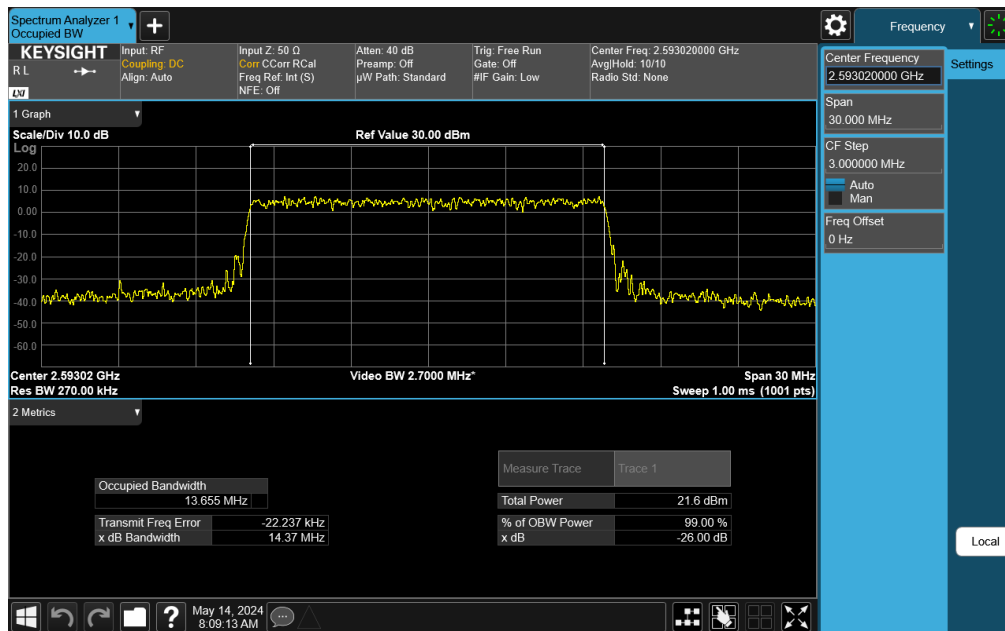 Spectrum Analyzer 1
Occupied BW
+
Frequency
KEYSIGHT
R L
LXI
Input: RF
Coupling: DC
Align: Auto
Input Z: 50 Ω
Corr CCorr RCal
Freq Ref: Int (S)
NFE: Off
Atten: 40 dB
Preamp: Off
µW Path: Standard
Trig: Free Run
Gate: Off
#IF Gain: Low
Center Freq: 2.593020000 GHz
Avg|Hold: 10/10
Radio Std: None
Center Frequency
2.593020000 GHz
Settings
Span
30.000 MHz
CF Step
3.000000 MHz
Auto
Man
Freq Offset
0 Hz
Local
1 Graph
Scale/Div 10.0 dB
Ref Value 30.00 dBm
Log
20.0
10.0
0.00
-10.0
-20.0
-30.0
-40.0
-50.0
-60.0
Center 2.59302 GHz
Video BW 2.7000 MHz*
Span 30 MHz
Res BW 270.00 kHz
Sweep 1.00 ms (1001 pts)
2 Metrics
Measure Trace
Trace 1
Occupied Bandwidth
13.655 MHz
Total Power
21.6 dBm
Transmit Freq Error
-22.237 kHz
% of OBW Power
99.00 %
x dB Bandwidth
14.37 MHz
x dB
-26.00 dB
?
May 14, 2024
8:09:13 AM